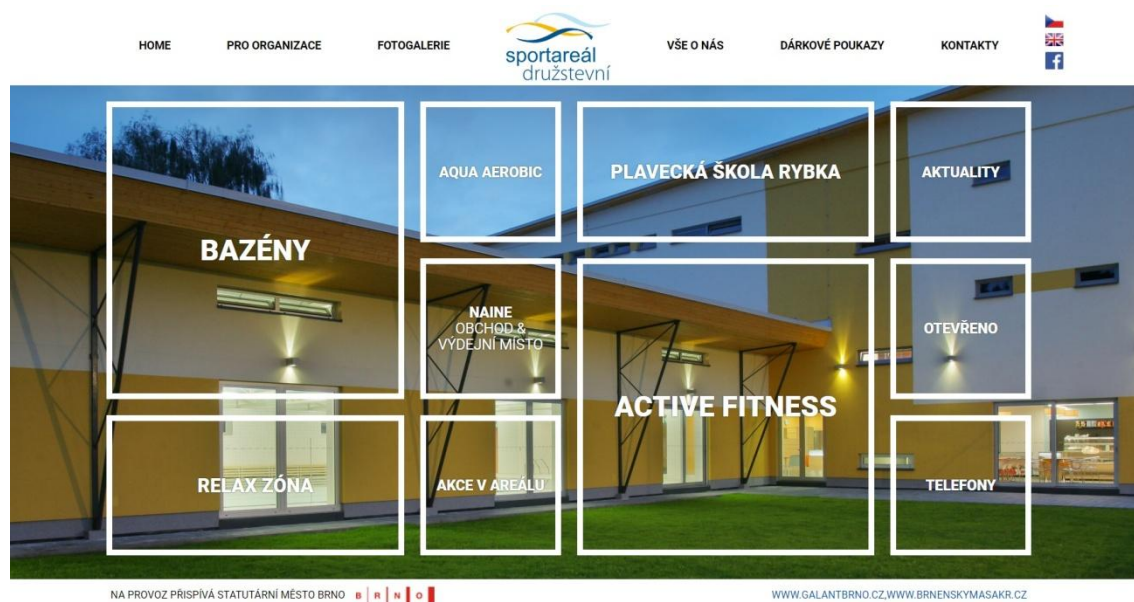 HOME
PRO ORGANIZACE
FOTOGALERIE
sportareál
družstevní
VŠE O NÁS
DÁRKOVÉ POUKAZY
KONTAKTY
f
BAZÉNY
AQUA AEROBIC
PLAVECKÁ ŠKOLA RYBKA
AKTUALITY
NAINE
OBCHOD &
VÝDEJNÍ MÍSTO
ACTIVE FITNESS
OTEVŘENO
RELAX ZÓNA
AKCE V AREÁLU
TELEFONY
NA PROVOZ PŘISPÍVÁ STATUTÁRNÍ MĚSTO BRNO B R N O
WWW.GALANTBRNO.CZ,WWW.BRNENSKYMASAKR.CZ